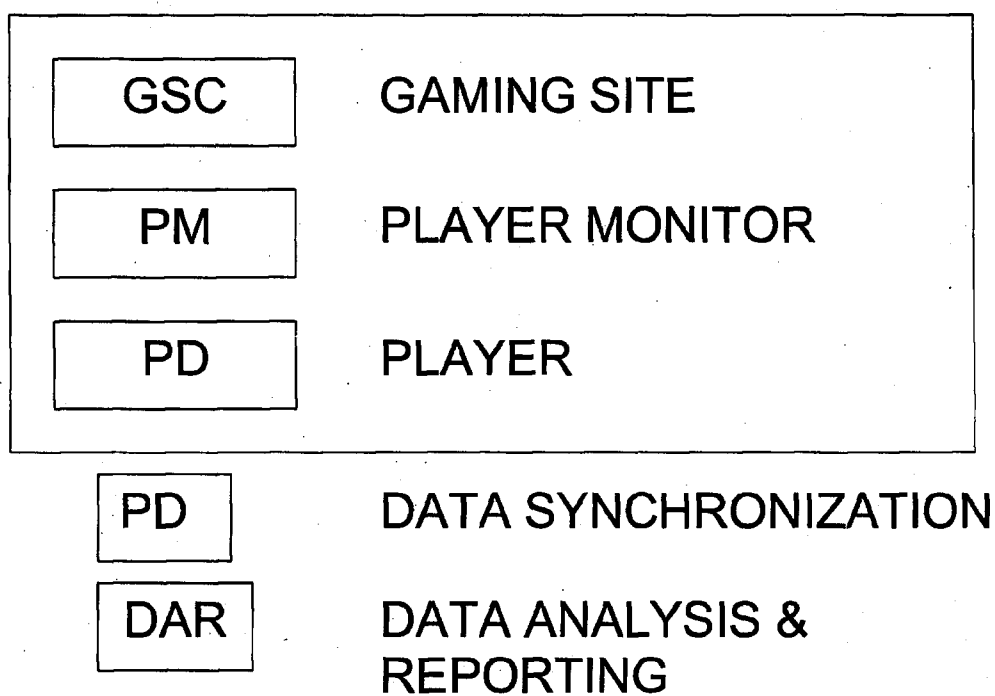 GSC GAMING SITE
PM PLAYER MONITOR
PD PLAYER
PD DATA SYNCHRONIZATION
DAR DATA ANALYSIS &
REPORTING